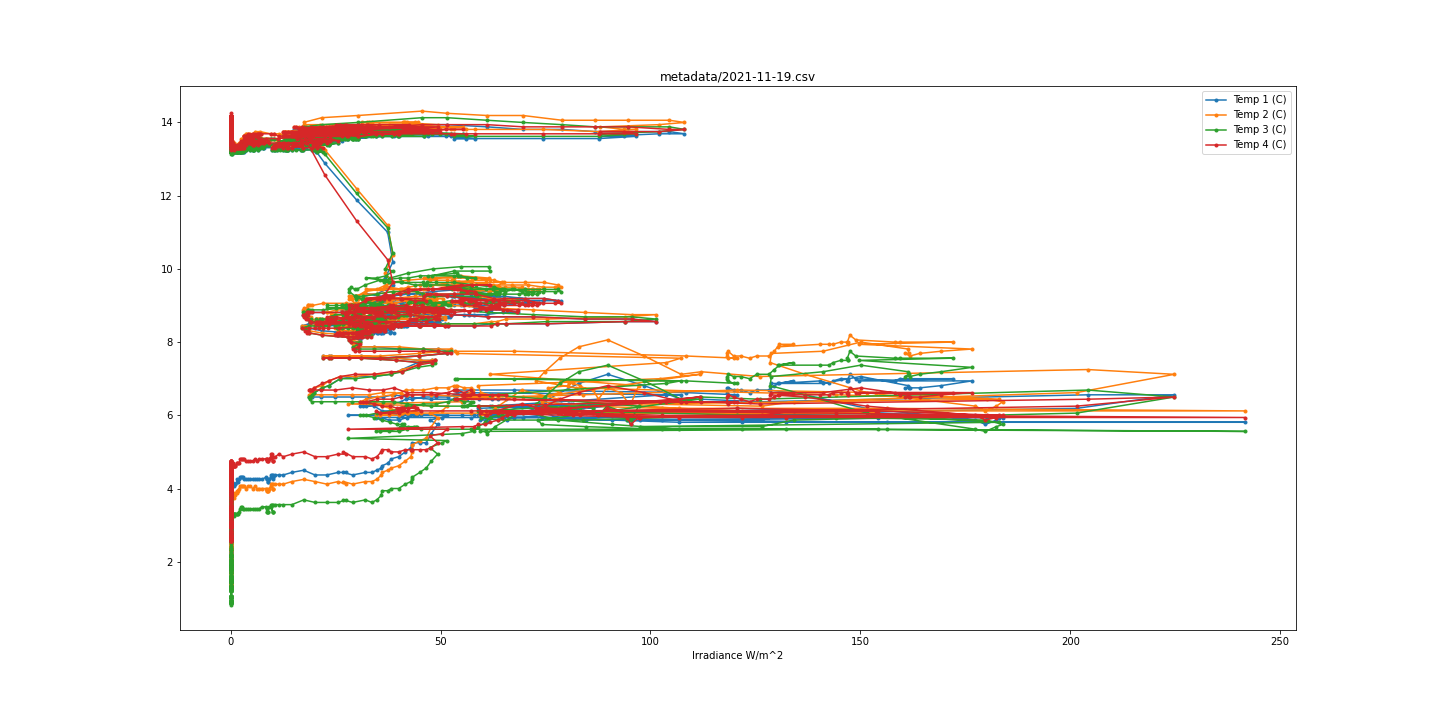 metadata/2021-11-19.csv
Temp 1 (C)
Temp 2 (C)
Temp 3 (C)
Temp 4 (C)
14
12
10
8
6
4
2
0 50 100 150 200 250
Irradiance W/m^2